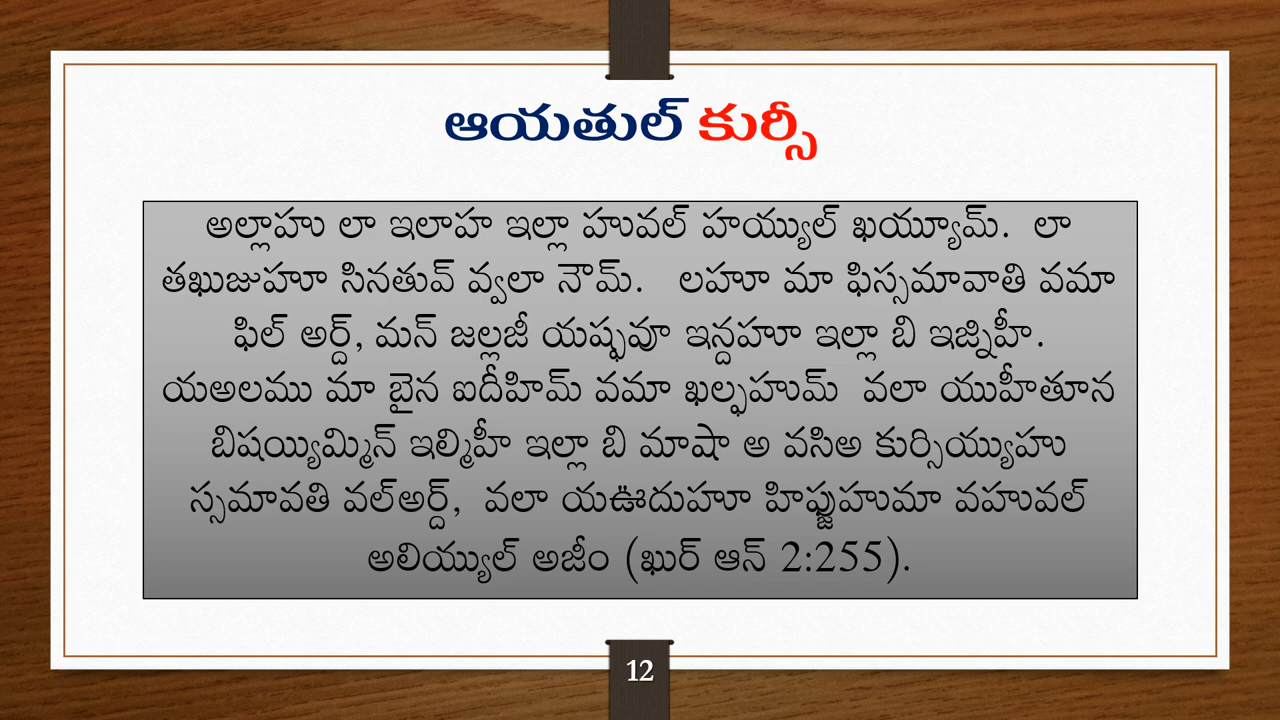 ఆయతుల్ కుర్సీ
అల్లాహు లా ఇలాహ ఇల్లా హువల్ హయ్యుల్ ఖయ్యూమ్. లా
తఖుజుహూ సినతువ్ వ్వలా నౌమ్. లహూ మా ఫిస్సమావాతి వమా
ఫిల్ అర్ద్, మన్ జల్లజీ యష్ఫవూ ఇన్దహూ ఇల్లా బి ఇజ్నిహీ.
యఅలము మా బైన ఐదీహిమ్ వమా ఖల్ఫహుమ్ వలా యుహీతూన
బిషయ్యిమ్మిన్ ఇల్మిహీ ఇల్లా బి మాషా అ వసిఅ కుర్సియ్యుహు
స్సమావతి వల్అర్ద్, వలా యఊదుహూ హిఫ్జుహుమా వహువల్
అలియ్యుల్ అజీం (ఖుర్ ఆన్ 2:255).
12